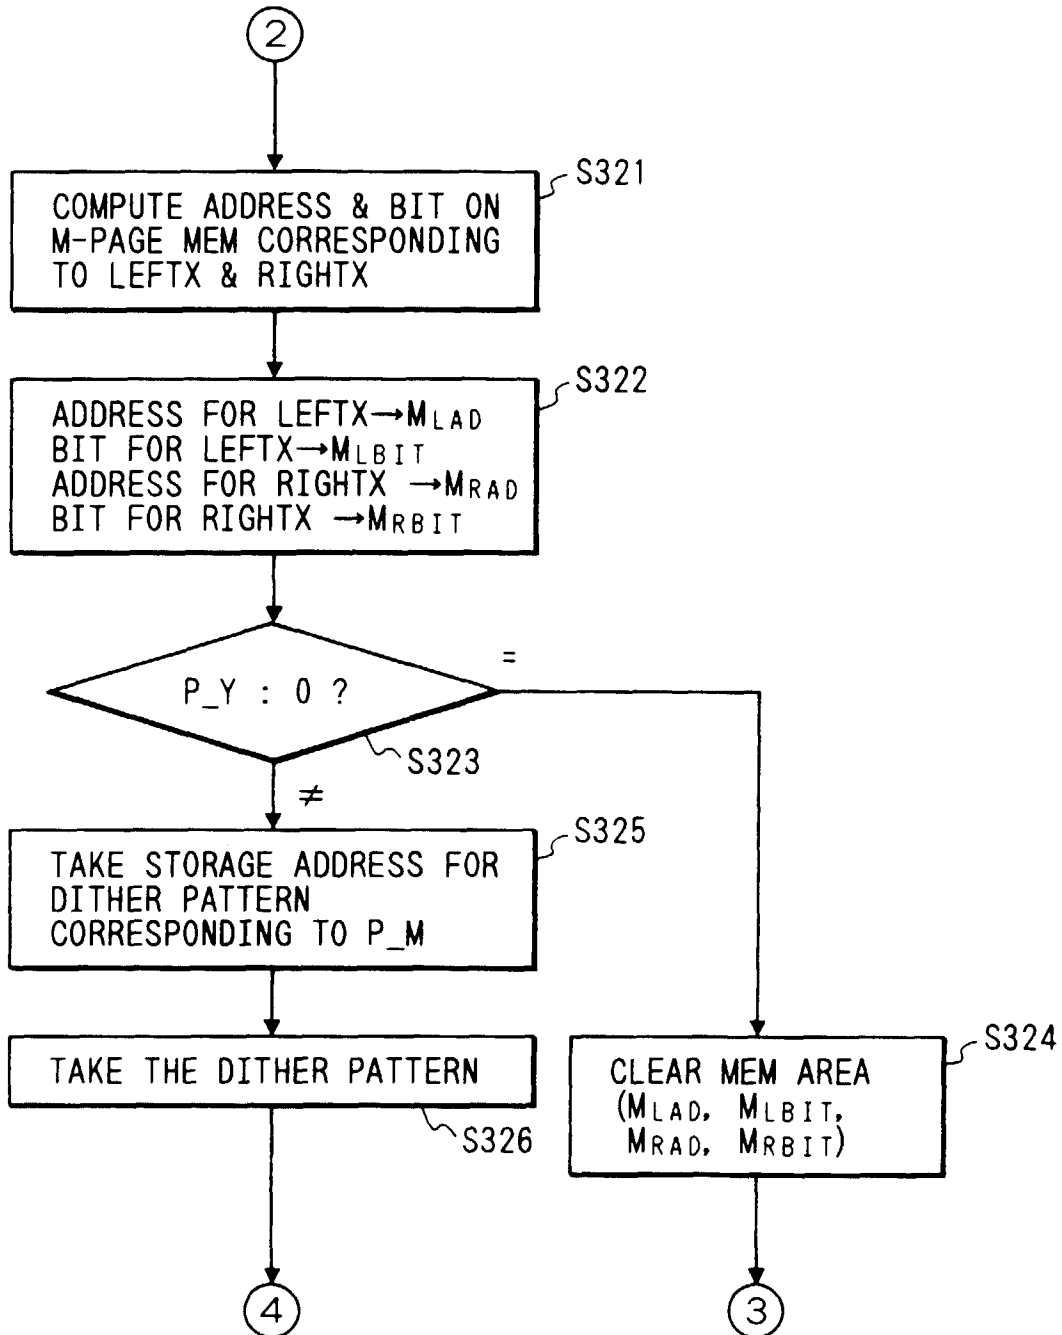 2
S321
COMPUTE ADDRESS & BIT ON
M-PAGE MEM CORRESPONDING
TO LEFTX & RIGHTX
S322
ADDRESS FOR LEFTX→MLAD
BIT FOR LEFTX→MLBIT
ADDRESS FOR RIGHTX →MRAD
BIT FOR RIGHTX →MRBIT
=
P_Y : 0 ?
S323
≠
S325
TAKE STORAGE ADDRESS FOR
DITHER PATTERN
CORRESPONDING TO P_M
TAKE THE DITHER PATTERN
S326
S324
CLEAR MEM AREA
(MLAD, MLBIT,
MRAD, MRBIT)
4
3